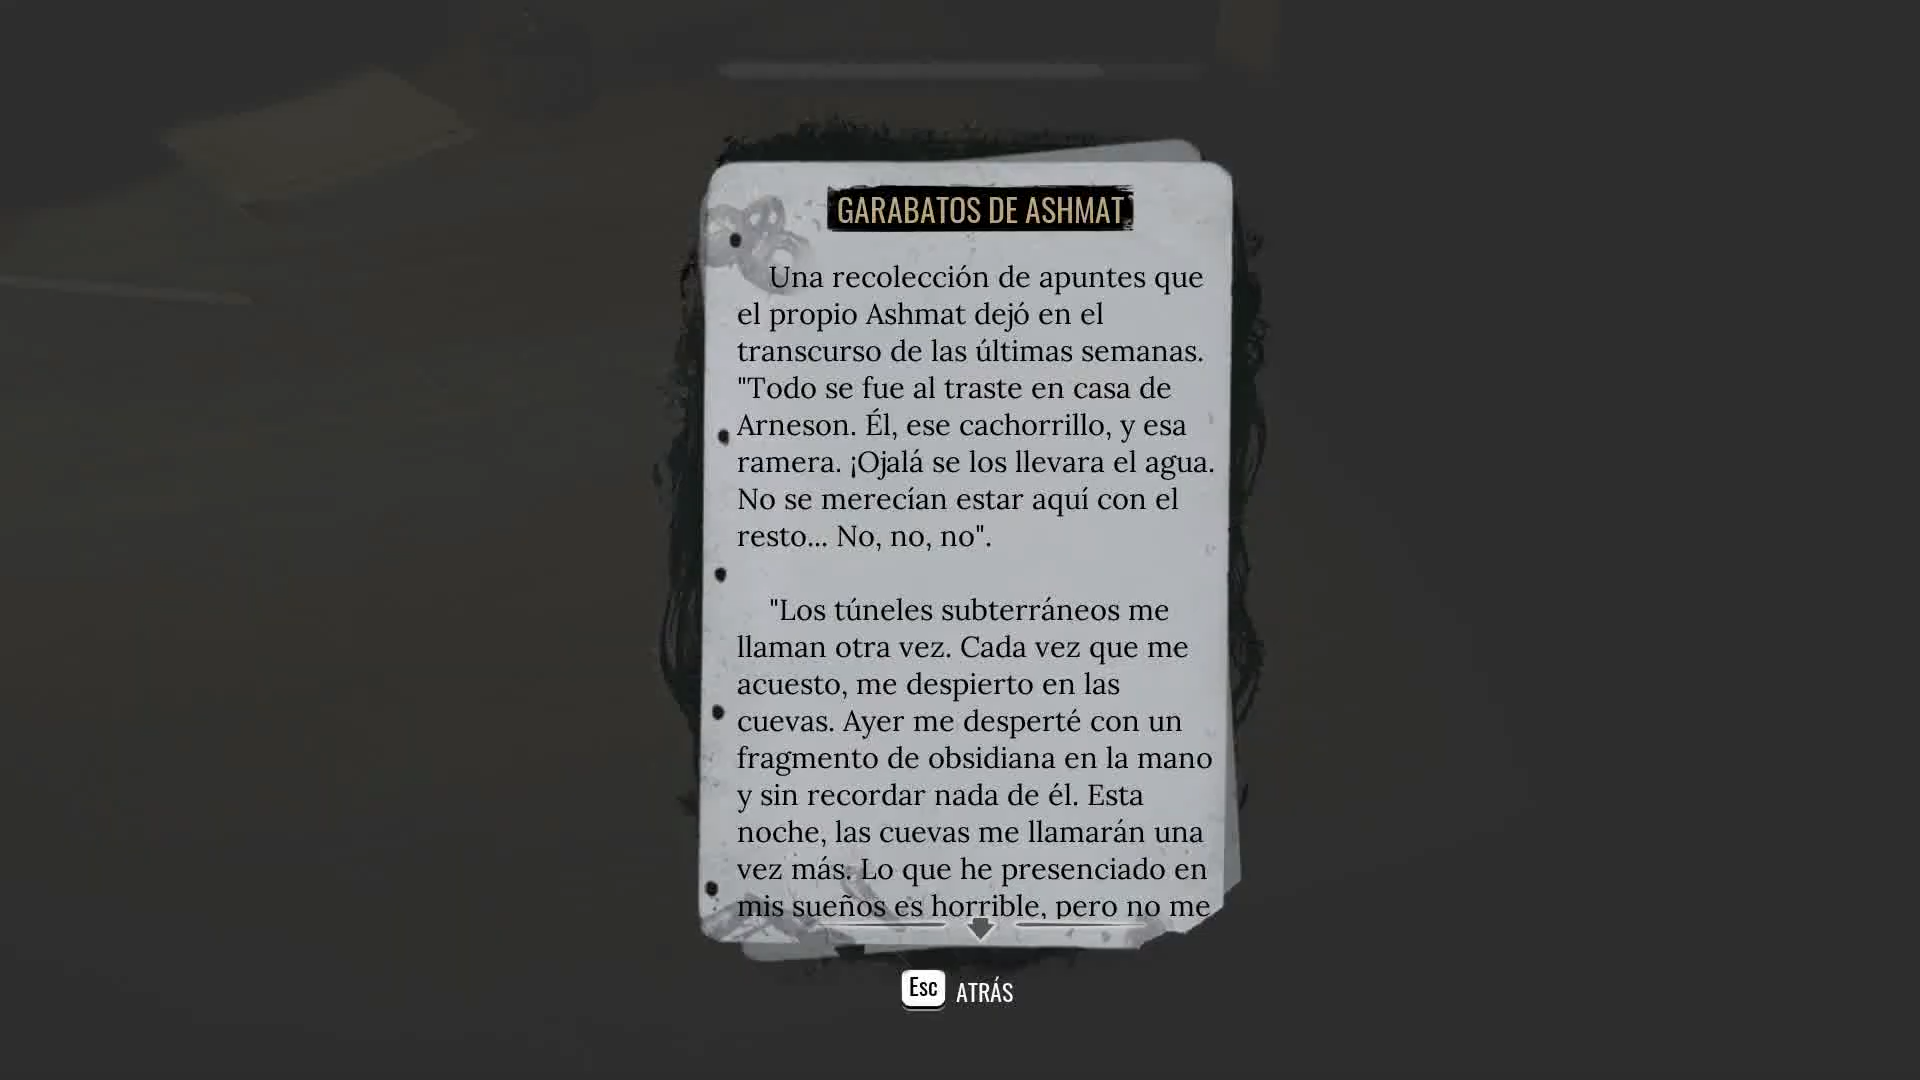 GARABATOS DE ASHMAT
Una recolección de apuntes que
el propio Ashmat dejó en el
transcurso de las últimas semanas.
"Todo se fue al traste en casa de
Arneson. Él, ese cachorrillo, y esa
ramera. ¡Ojalá se los llevara el agua.
No se merecían estar aquí con el
resto... No, no, no".
"Los túneles subterráneos me
llaman otra vez. Cada vez que me
acuesto, me despierto en las
cuevas. Ayer me desperté con un
fragmento de obsidiana en la mano
y sin recordar nada de él. Esta
noche, las cuevas me llamarán una
vez más. Lo que he presenciado en
mis sueños es horrible, pero no me
Esc ATRÁS